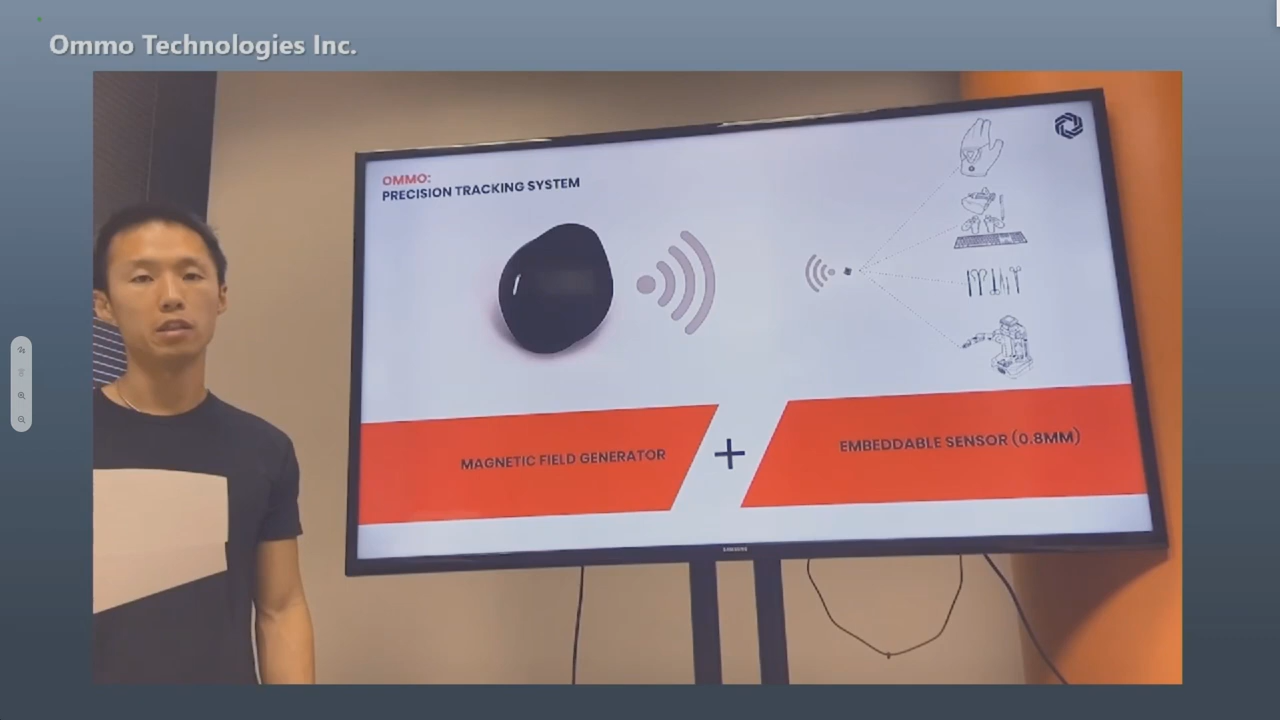 Ommo Technologies Inc.
OMMO:
PRECISION TRACKING SYSTEM
MAGNETIC FIELD GENERATOR
+
EMBEDDABLE SENSOR (0.8MM)
SAMSUNG